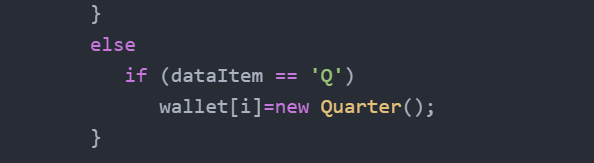 }
else
if (dataItem == 'Q')
wallet[i]=new Quarter();
}